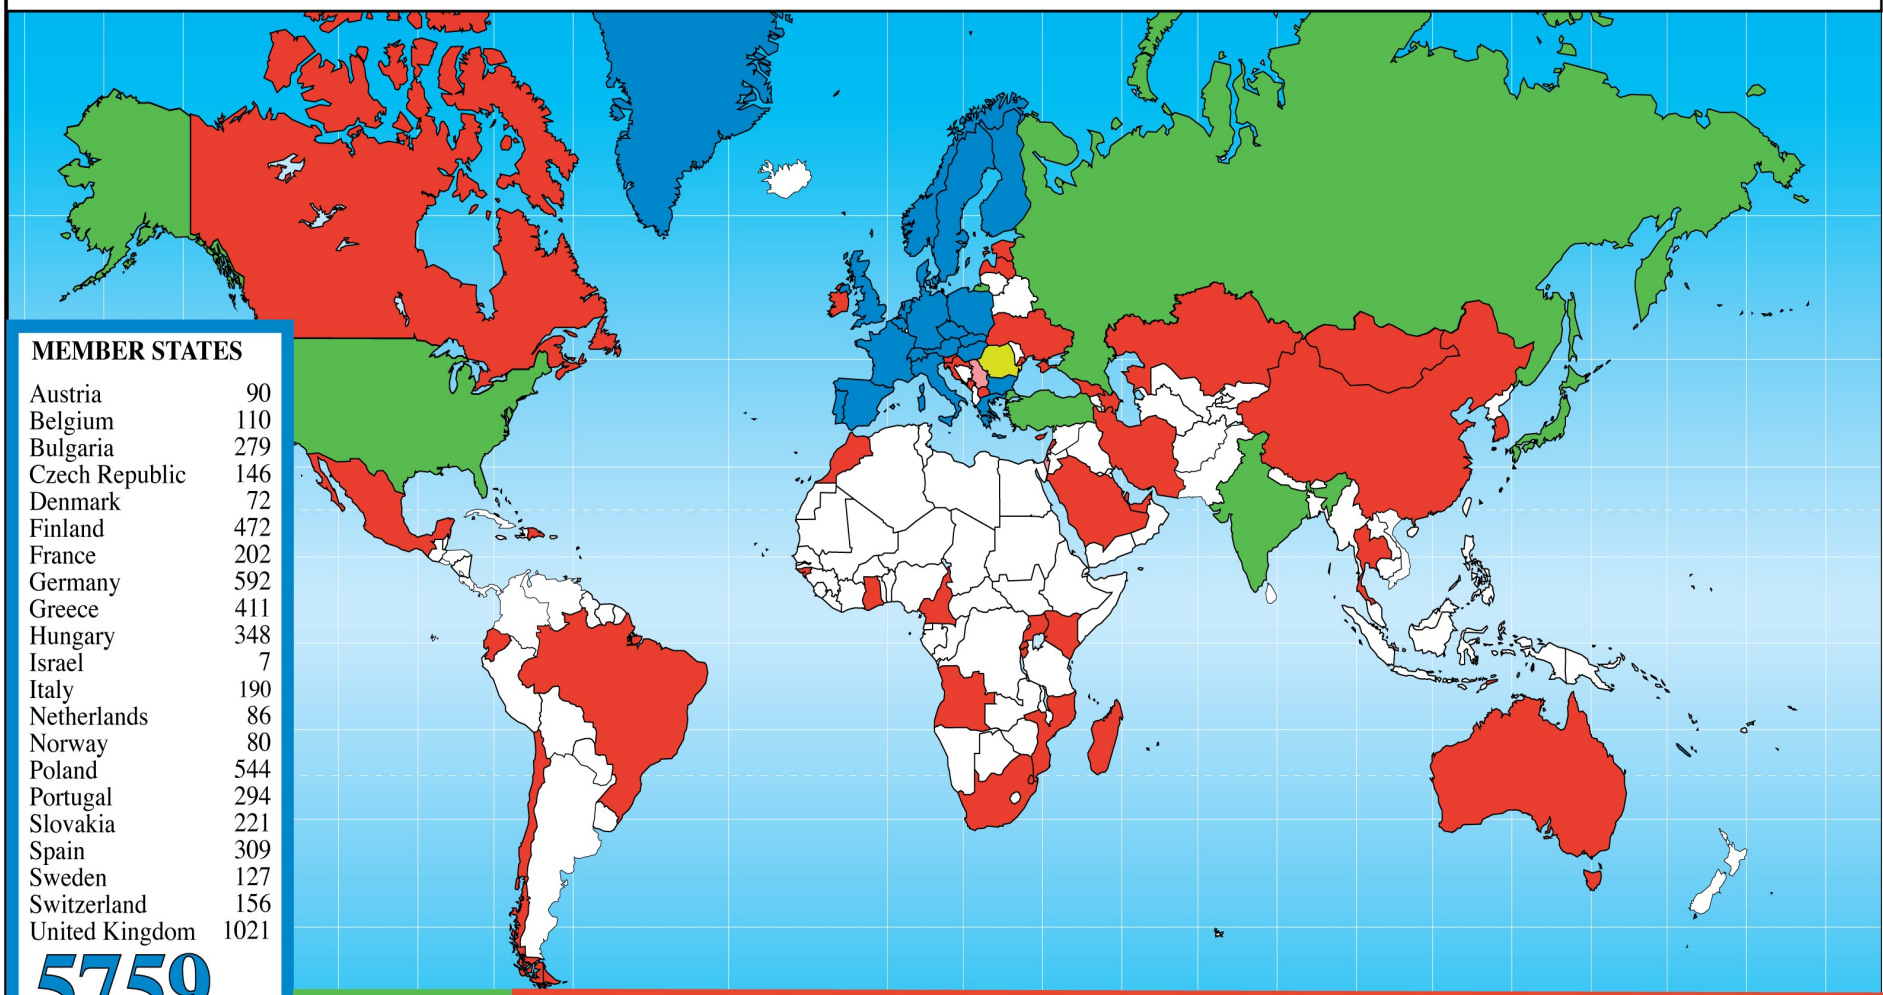 MEMBER STATES
Austria 90
Belgium 110
Bulgaria 279
Czech Republic 146
Denmark 72
Finland 472
France 202
Germany 592
Greece 411
Hungary 348
Israel 7
Italy 190
Netherlands 86
Norway 80
Poland 544
Portugal 294
Slovakia 221
Spain 309
Sweden 127
Switzerland 156
United Kingdom 1021
5759